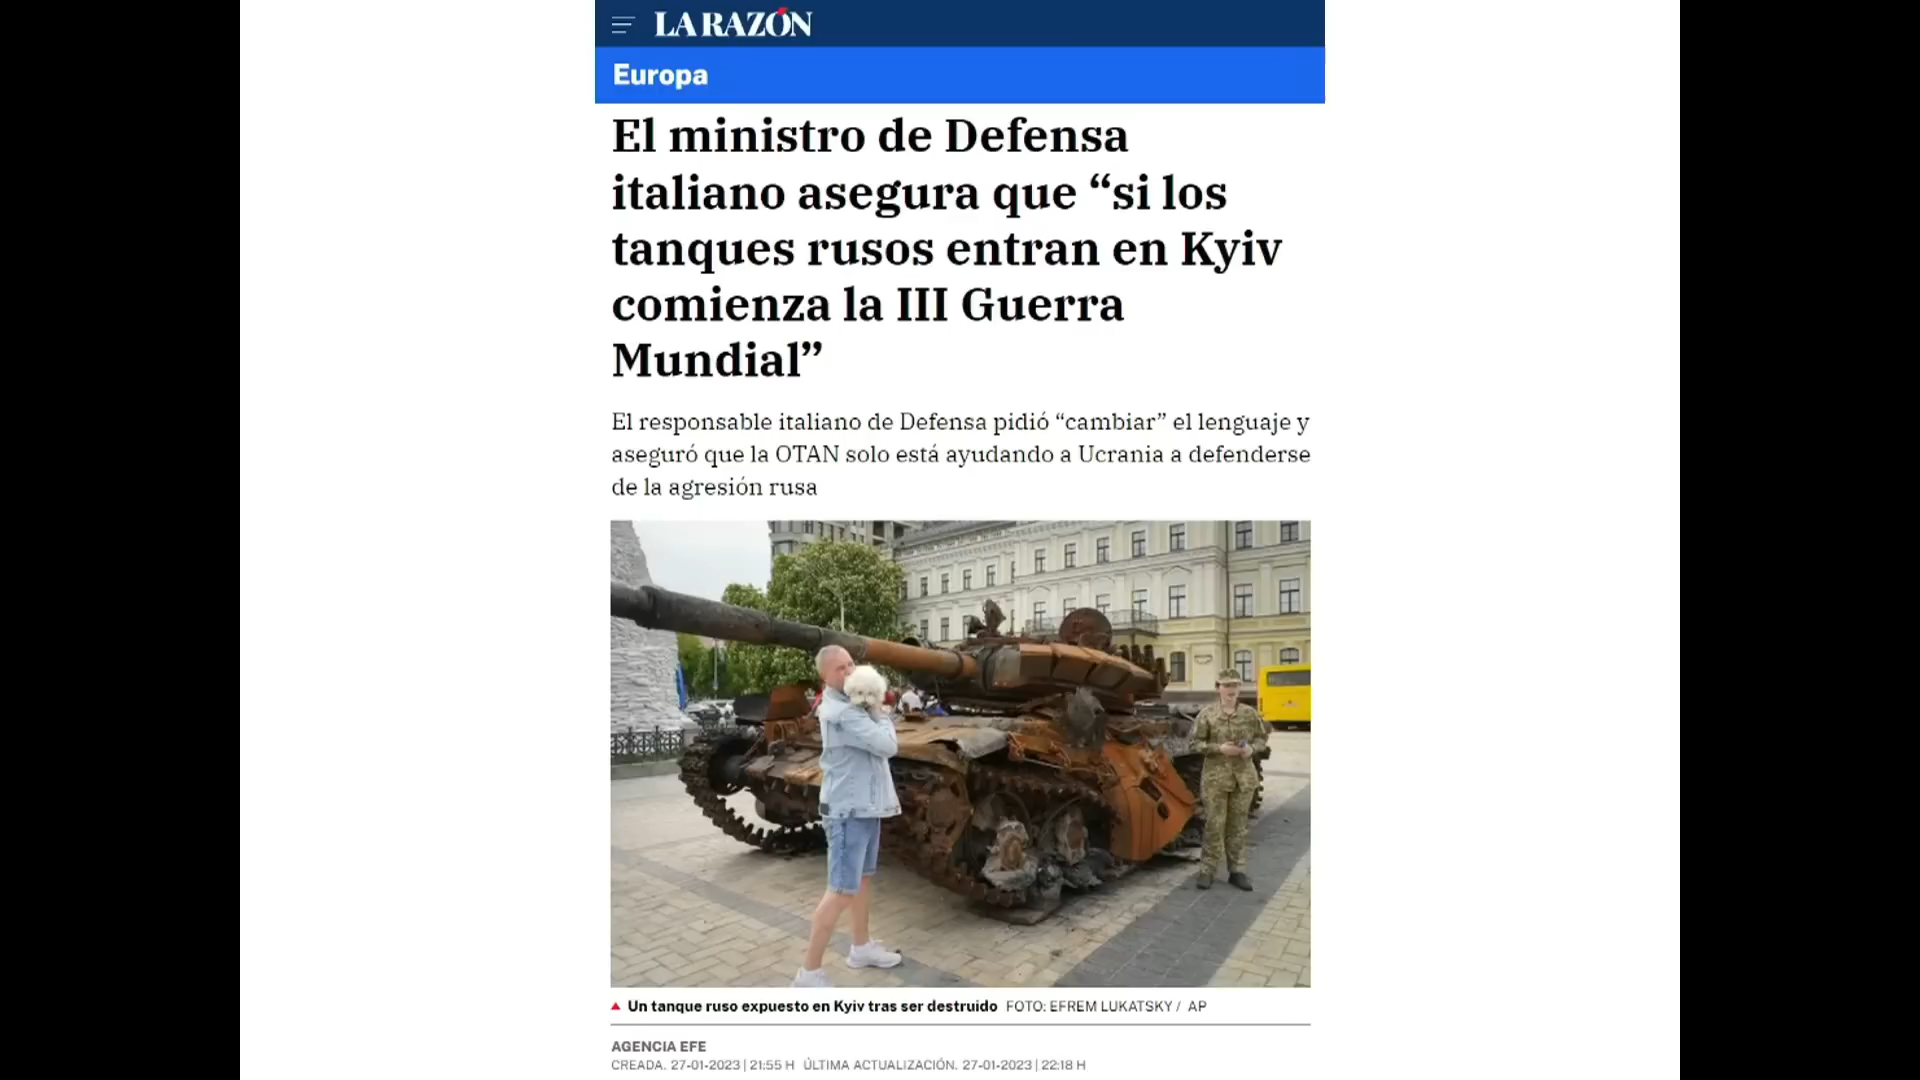 LA RAZÓN
Europa
El ministro de Defensa
italiano asegura que “si los
tanques rusos entran en Kyiv
comienza la III Guerra
Mundial”
El responsable italiano de Defensa pidió “cambiar” el lenguaje y
aseguró que la OTAN solo está ayudando a Ucrania a defenderse
de la agresión rusa
Un tanque ruso expuesto en Kyiv tras ser destruido FOTO: EFREM LUKATSKY / AP
AGENCIA EFE
CREADA. 27-01-2023 | 21:55 H ÚLTIMA ACTUALIZACIÓN. 27-01-2023 | 22:18 H